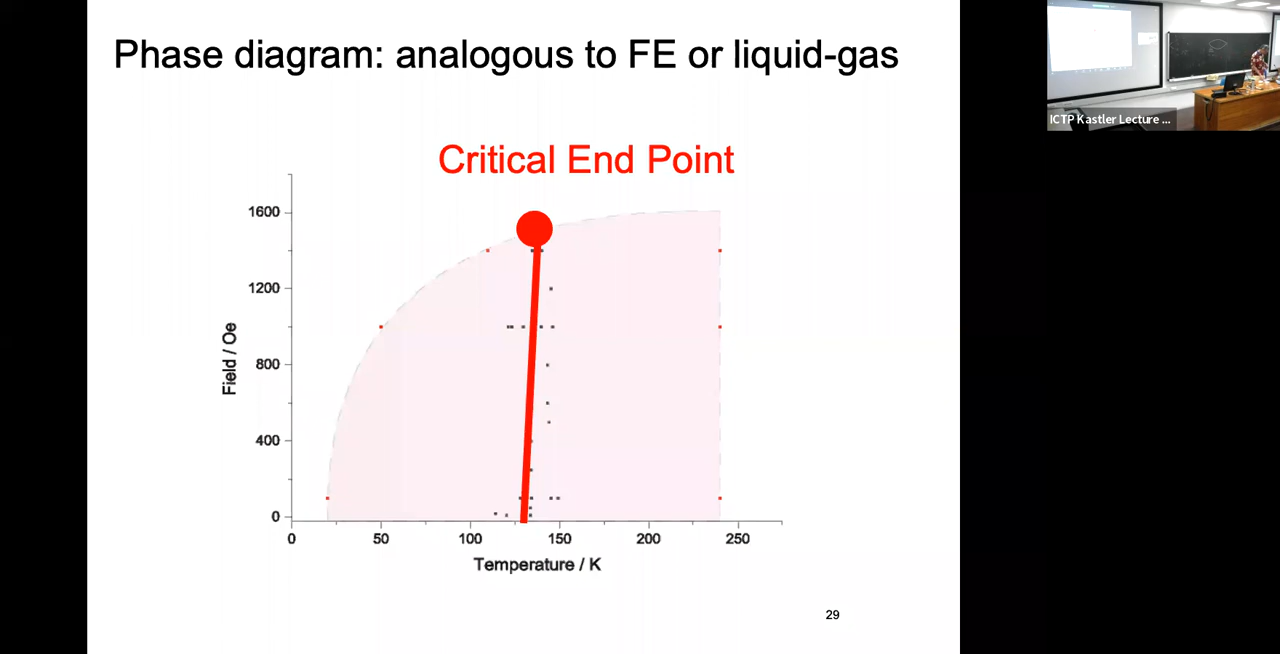 Phase diagram: analogous to FE or liquid-gas
ICTP Kastler Lecture ...
Critical End Point
1600
1200
800
400
0
Field / Oe
0 50 100 150 200 250
Temperature / K
29